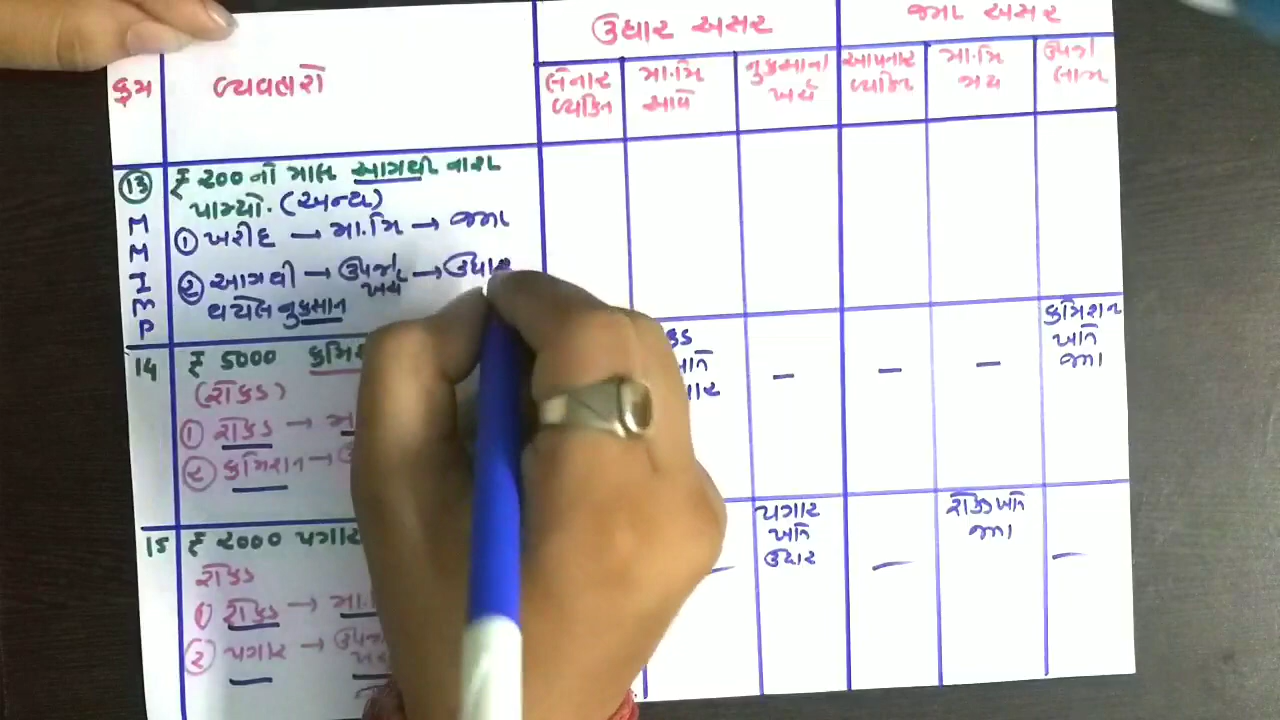 ઉધાર અસર
જમા અસર
ક્રમ
વ્યવહારો
લેનાર
વ્યક્તિ
મા.મિ
આવે
નુકસાન/
ખર્ચ
આપનાર
વ્યક્તિ
મા.મિ
જાય
ઉપજ/
લાભ
13
MMIMP
₹ 200 નો માલ આગથી નાશ
પામ્યો. (અન્ય)
① ખરીદ → મા.મિ → જમા
② આગથી → ઉપજ/ખર્ચ → ઉધાર
થયેલ નુકસાન
14
₹ 5000
(રોકડ)
① રોકડ →
② કમિશન →
—
—
—
કમિશન
ખાતે
જમા
15
₹ 2000 પગાર
રોકડ
① રોકડ →
② પગાર →
પગાર
ખાતે
ઉધાર
—
રોકડ ખાતે
જમા
—